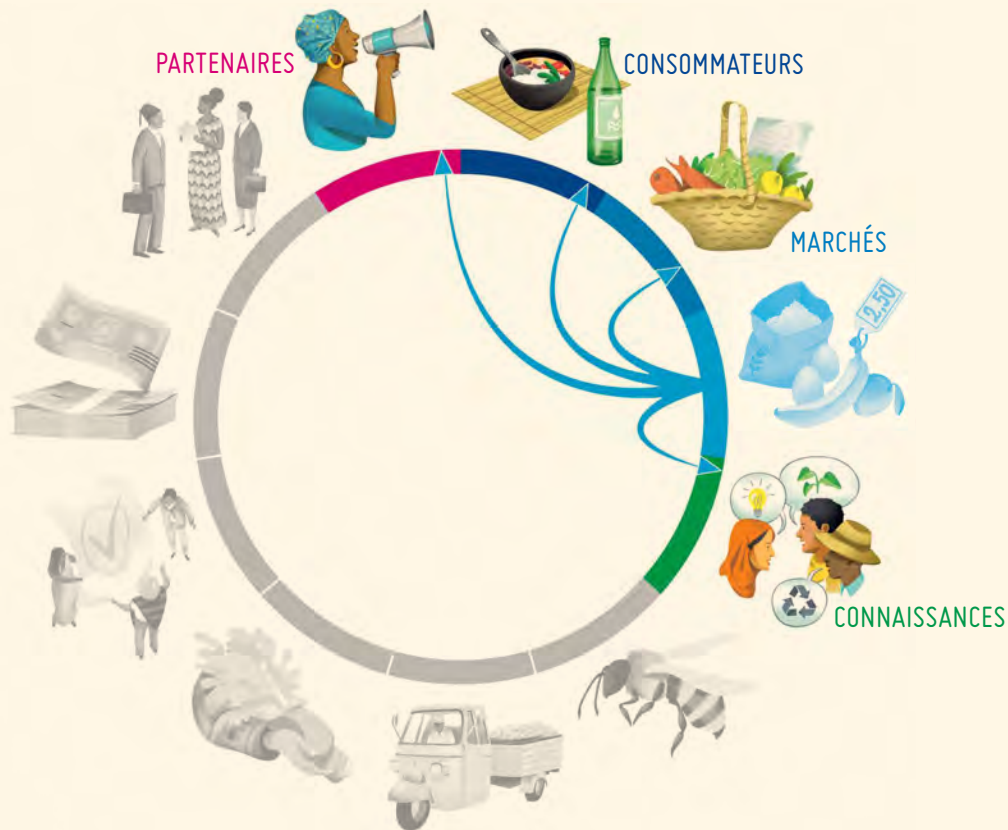 PARTENAIRES
CONSOMMATEURS
MARCHÉS
2,50
CONNAISSANCES